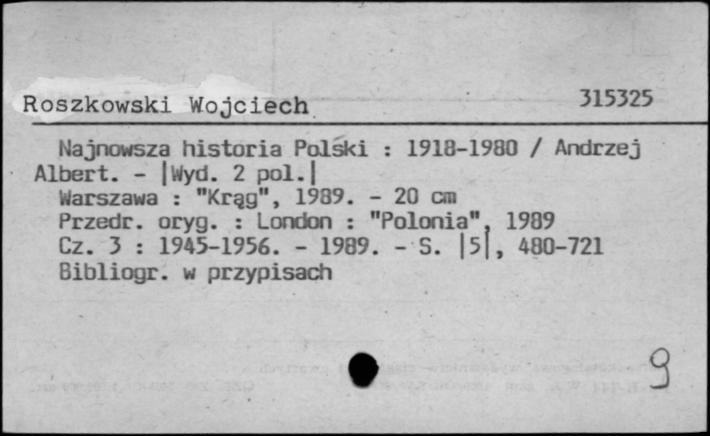 Roszkowski Wojciech 315325
Najnowsza historia Polski : 1918-1980 / Andrzej
Albert. - |Wyd. 2 pol.|
Warszawa : "Krąg", 1989. - 20 cm
Przedr. oryg. : London : "Polonia", 1989
Cz. 3 : 1945-1956. - 1989. - S. |5|, 480-721
Bibliogr. w przypisach
9